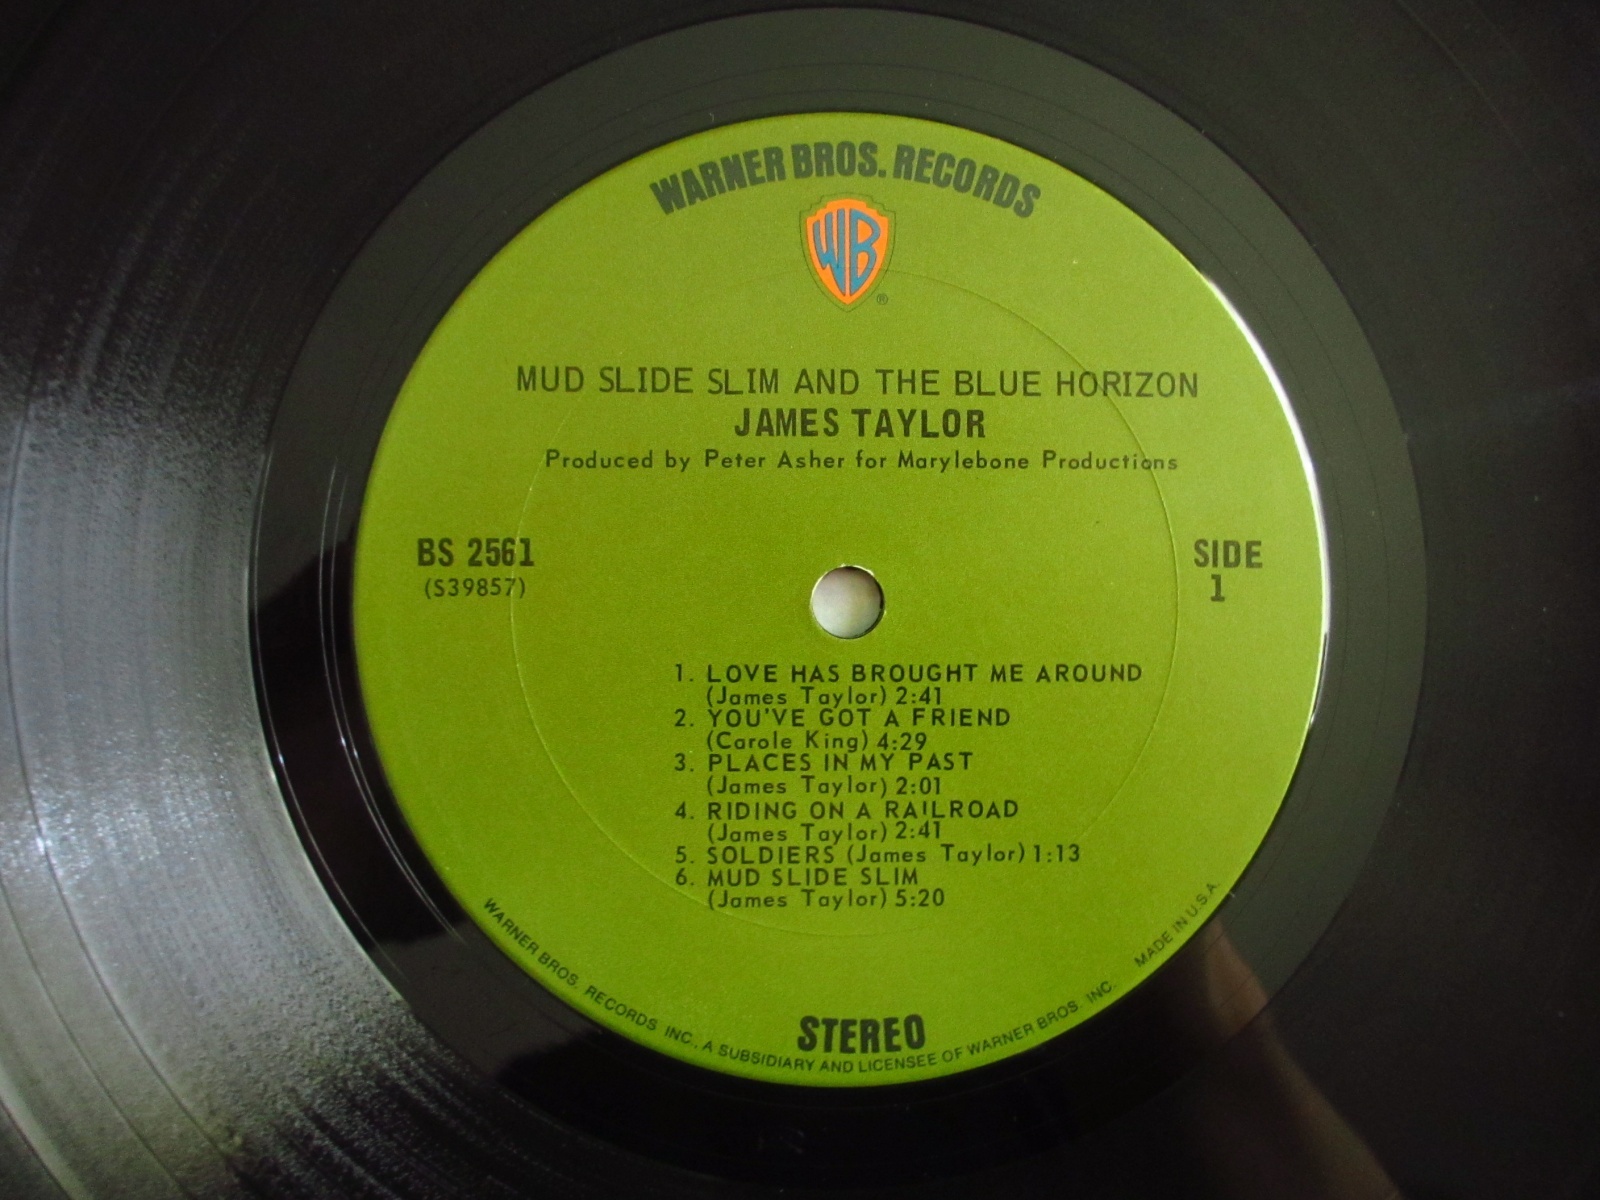 WARNER BROS. RECORDS
WB
®
MUD SLIDE SLIM AND THE BLUE HORIZON
JAMES TAYLOR
Produced by Peter Asher for Marylebone Productions
BS 2561
(S39857)
SIDE
1
1. LOVE HAS BROUGHT ME AROUND
(James Taylor) 2:41
2. YOU'VE GOT A FRIEND
(Carole King) 4:29
3. PLACES IN MY PAST
(James Taylor) 2:01
4. RIDING ON A RAILROAD
(James Taylor) 2:41
5. SOLDIERS (James Taylor) 1:13
6. MUD SLIDE SLIM
(James Taylor) 5:20
STEREO
WARNER BROS. RECORDS INC., A SUBSIDIARY AND LICENSEE OF WARNER BROS. INC. MADE IN U.S.A.